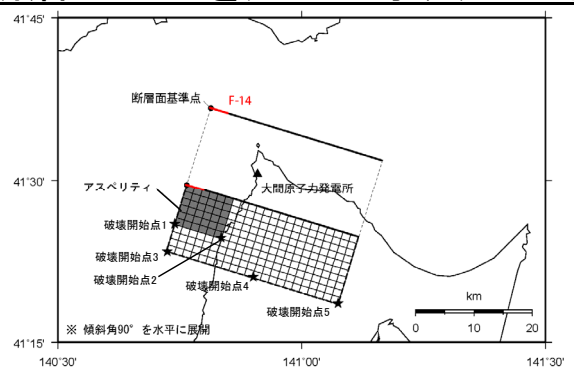 41°45'
断層面基準点
F-14
41°30'
大間原子力発電所
アスペリティ
破壊開始点1
破壊開始点3
破壊開始点2
破壊開始点4
破壊開始点5
km
0 10 20
※ 傾斜角90°を水平に展開
41°15'
140°30' 141°00' 141°30'